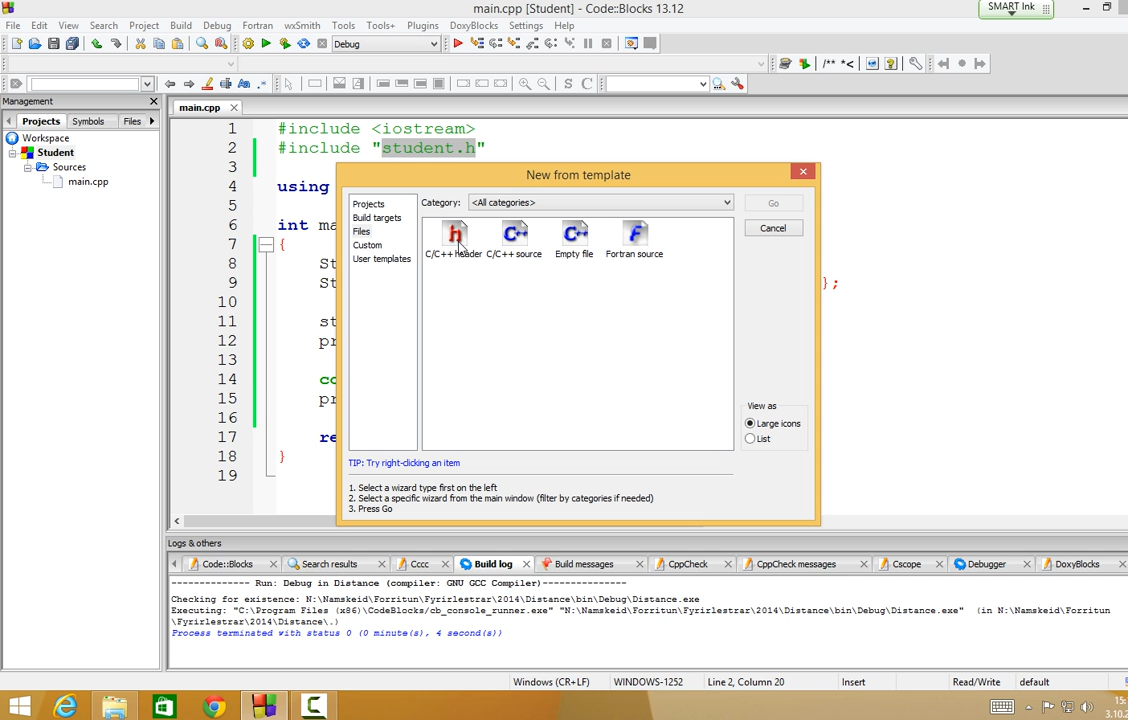 main.cpp [Student] - Code::Blocks 13.12
SMART Ink
File Edit View Search Project Build Debug Fortran wxSmith Tools Tools+ Plugins DoxyBlocks Settings Help
Debug
/** *<
Management
main.cpp
Projects Symbols Files
Workspace
Student
Sources
main.cpp
1 #include <iostream>
2 #include "student.h"
3
4 using
5
6 int ma
7 {
8 St
9 St };
10
11 st
12 pr
13
14 co
15 pr
16
17 re
18 }
19
New from template
Projects
Build targets
Files
Custom
User templates
Category: <All categories>
Go
Cancel
C/C++ header C/C++ source Empty file Fortran source
View as
Large icons
List
TIP: Try right-clicking an item
1. Select a wizard type first on the left
2. Select a specific wizard from the main window (filter by categories if needed)
3. Press Go
Logs & others
Code::Blocks Search results Cccc Build log Build messages CppCheck CppCheck messages Cscope Debugger DoxyBlocks
-------------- Run: Debug in Distance (compiler: GNU GCC Compiler)---------------
Checking for existence: N:\Namskeid\Forritun\Fyrirlestrar\2014\Distance\bin\Debug\Distance.exe
Executing: "C:\Program Files (x86)\CodeBlocks/cb_console_runner.exe" "N:\Namskeid\Forritun\Fyrirlestrar\2014\Distance\bin\Debug\Distance.exe" (in N:\Namskeid\Forritun
\Fyrirlestrar\2014\Distance\.)
Process terminated with status 0 (0 minute(s), 4 second(s))
Windows (CR+LF) WINDOWS-1252 Line 2, Column 20 Insert Read/Write default
15:
3.10.2